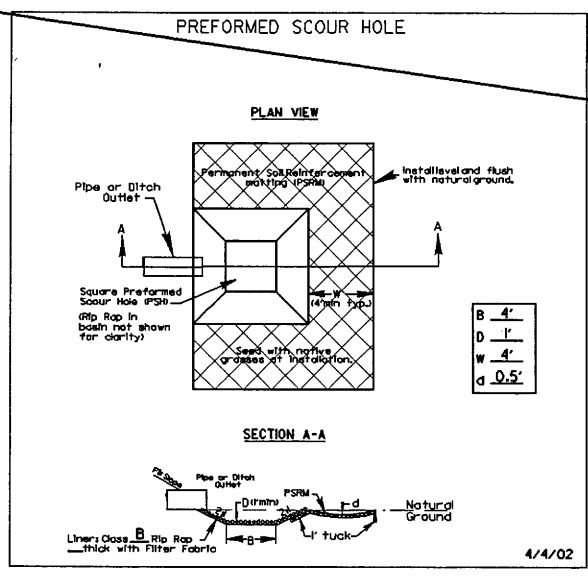 PREFORMED SCOUR HOLE
PLAN VIEW
Permanent Soil Reinforcement
matting (PSRM)
Install level and flush
with natural ground.
Pipe or Ditch
Outlet
A
A
Square Preformed
Scour Hole (PSH)
(Rip Rap in
basin not shown
for clarity)
W
(4'min typ.)
B 4'
D 1'
W 4'
d 0.5'
Seed with native
grasses at installation.
SECTION A-A
Pipe or Ditch
Outlet
PSRM
d
D(1'min)
Natural
Ground
B
1' tuck
Liner: Class B Rip Rap
thick with Filter Fabric
4/4/02